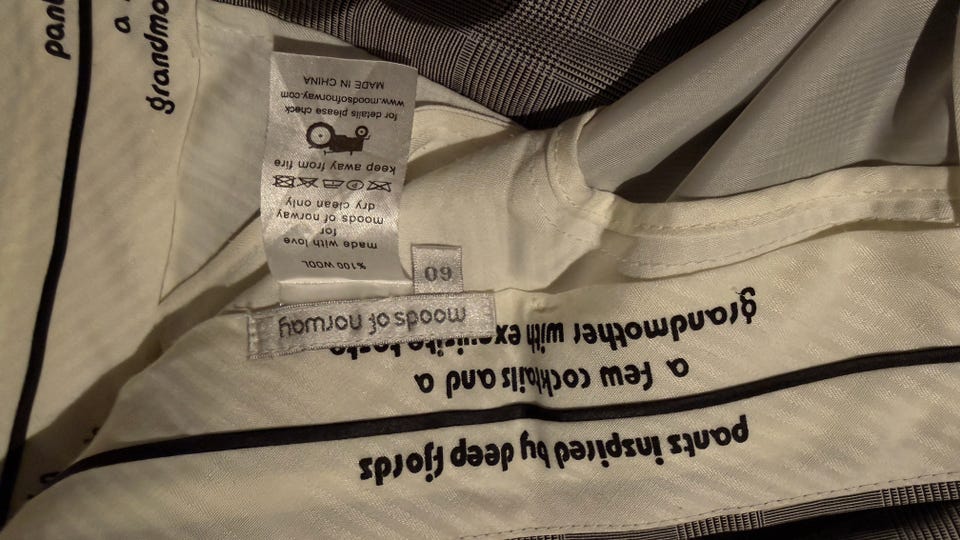 pants inspired by deep fjords
a few cocktails and a
grandmother with exquisite taste
moods of norway
60
%100 WOOL
made with love
for
moods of norway
dry clean only
keep away from fire
for details please check
www.moodsofnorway.com
MADE IN CHINA
pant
a
grandmo